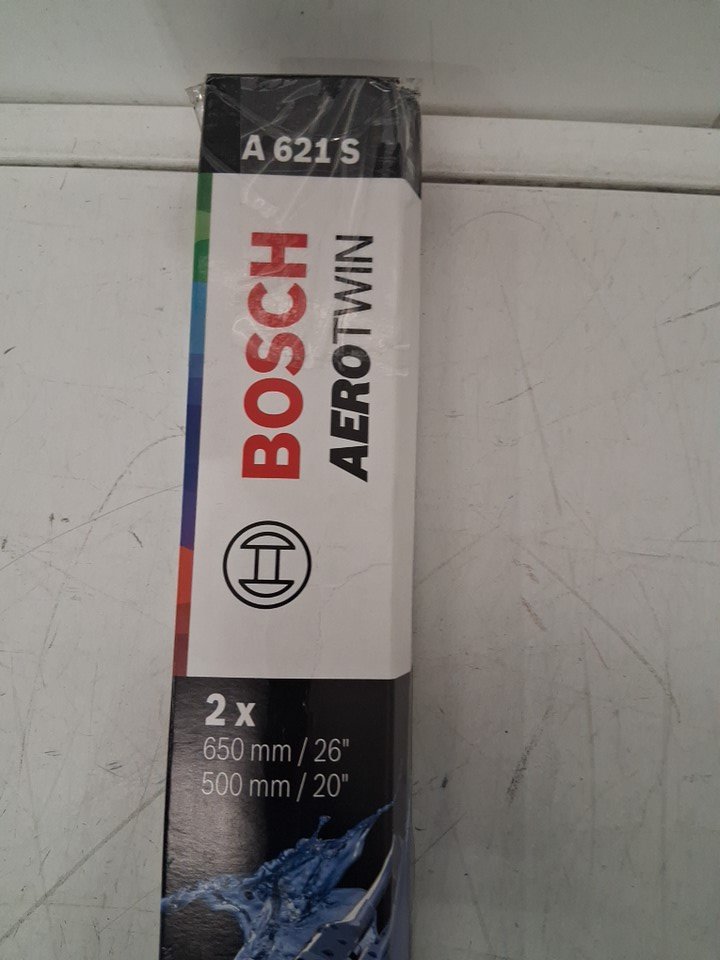 A 621 S
BOSCH
AEROTWIN
2 x
650 mm / 26"
500 mm / 20"